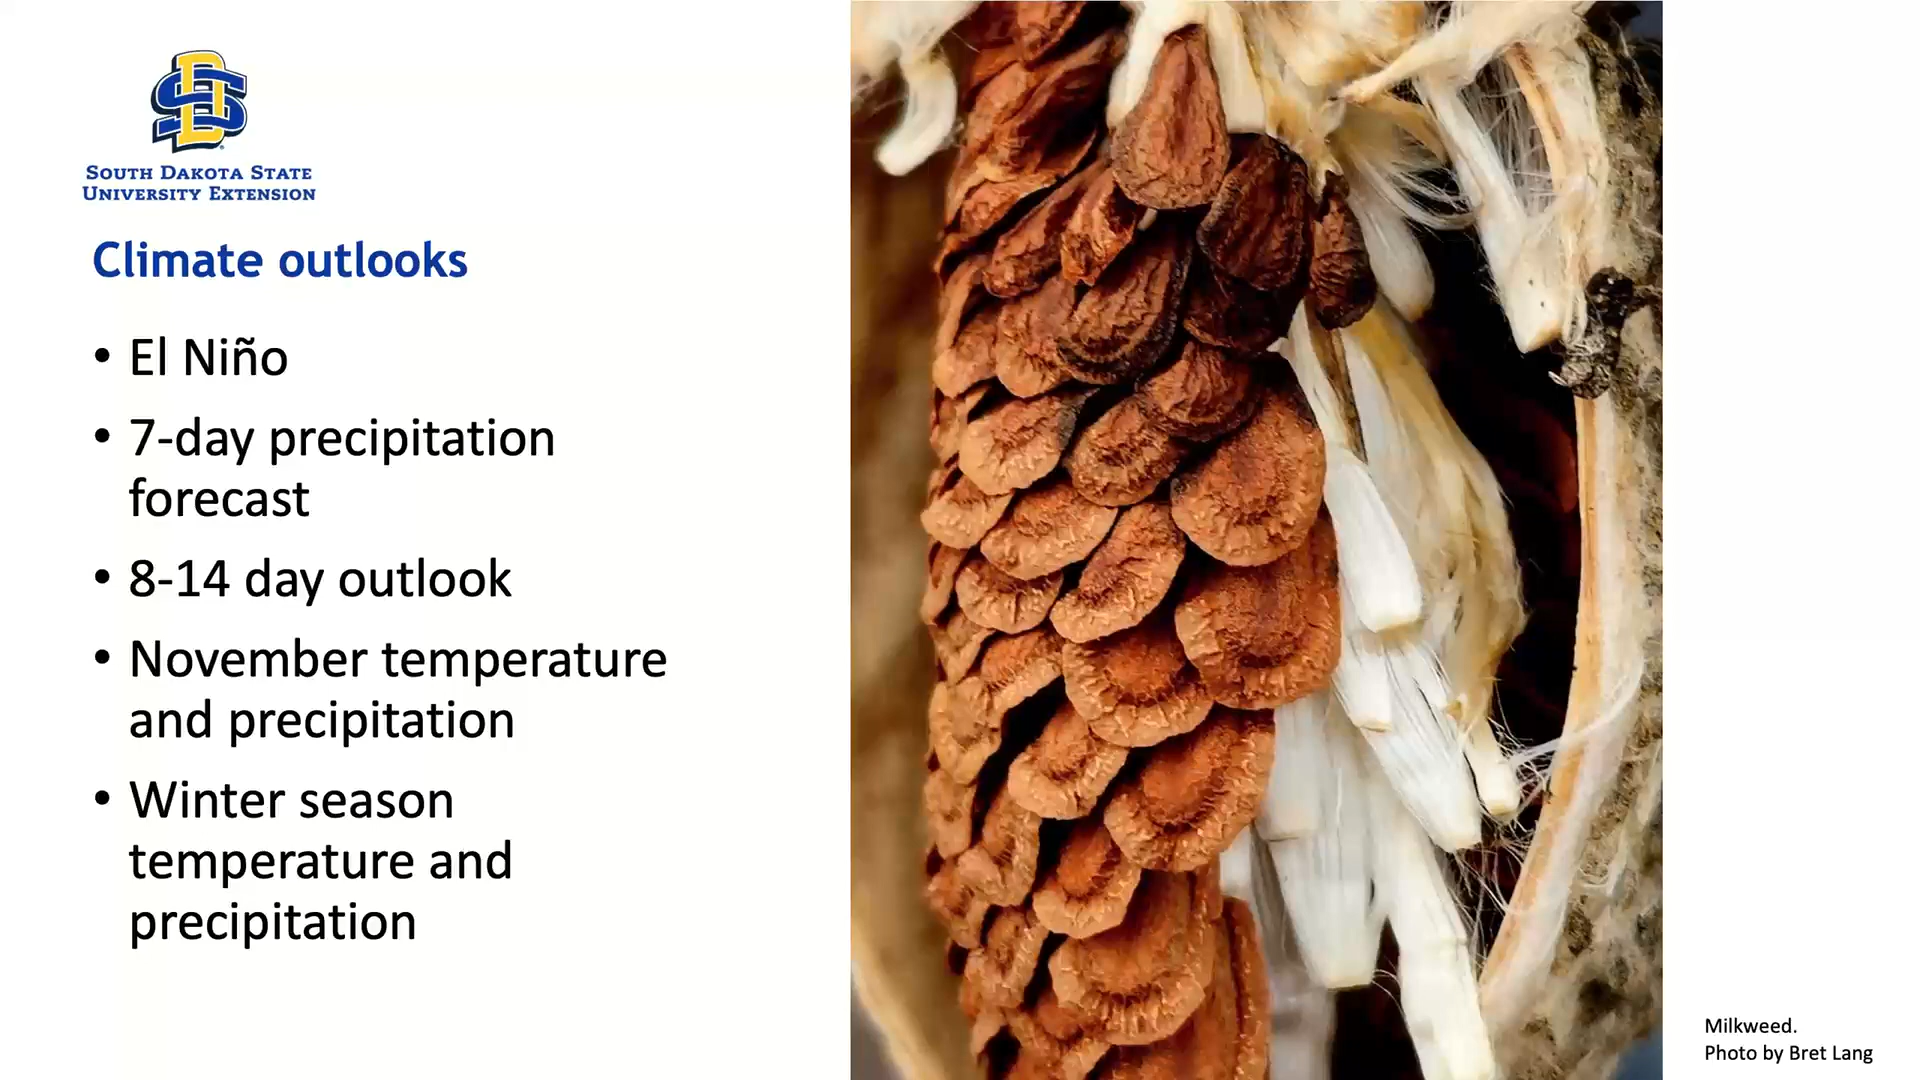 SOUTH DAKOTA STATE
UNIVERSITY EXTENSION
Climate outlooks
• El Niño
• 7-day precipitation
forecast
• 8-14 day outlook
• November temperature
and precipitation
• Winter season
temperature and
precipitation
Milkweed.
Photo by Bret Lang